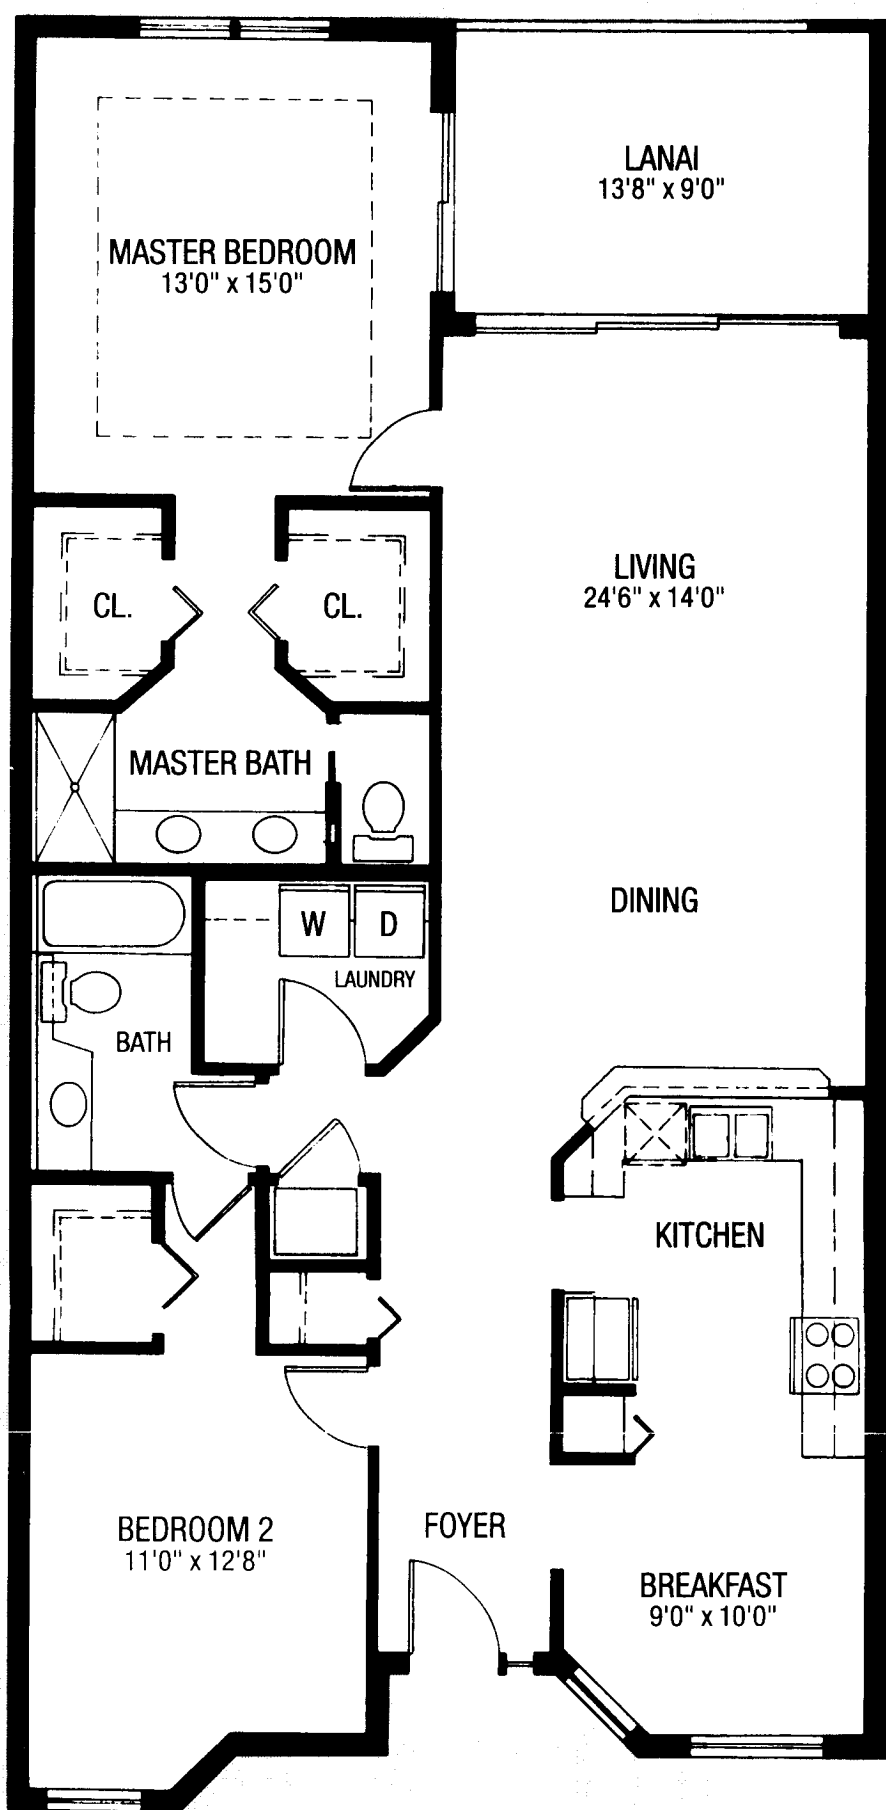 LANAI
13'8" x 9'0"
MASTER BEDROOM
13'0" x 15'0"
LIVING
24'6" x 14'0"
CL.
CL.
MASTER BATH
DINING
W
D
LAUNDRY
BATH
KITCHEN
BEDROOM 2
11'0" x 12'8"
FOYER
BREAKFAST
9'0" x 10'0"